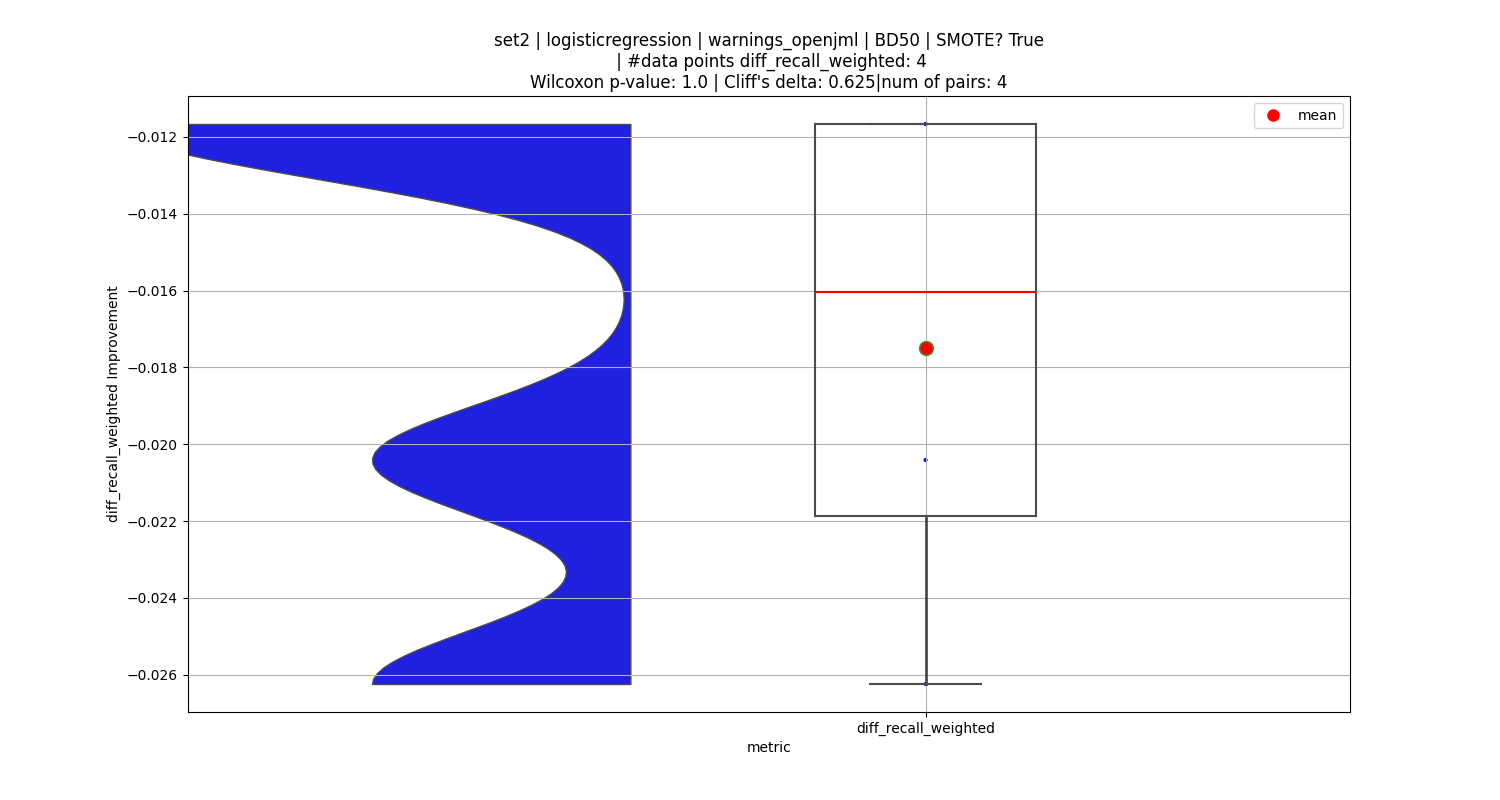 set2 | logisticregression | warnings_openjml | BD50 | SMOTE? True
| #data points diff_recall_weighted: 4
Wilcoxon p-value: 1.0 | Cliff's delta: 0.625|num of pairs: 4
mean
−0.012
−0.014
−0.016
−0.018
−0.020
−0.022
−0.024
−0.026
diff_recall_weighted Improvement
diff_recall_weighted
metric